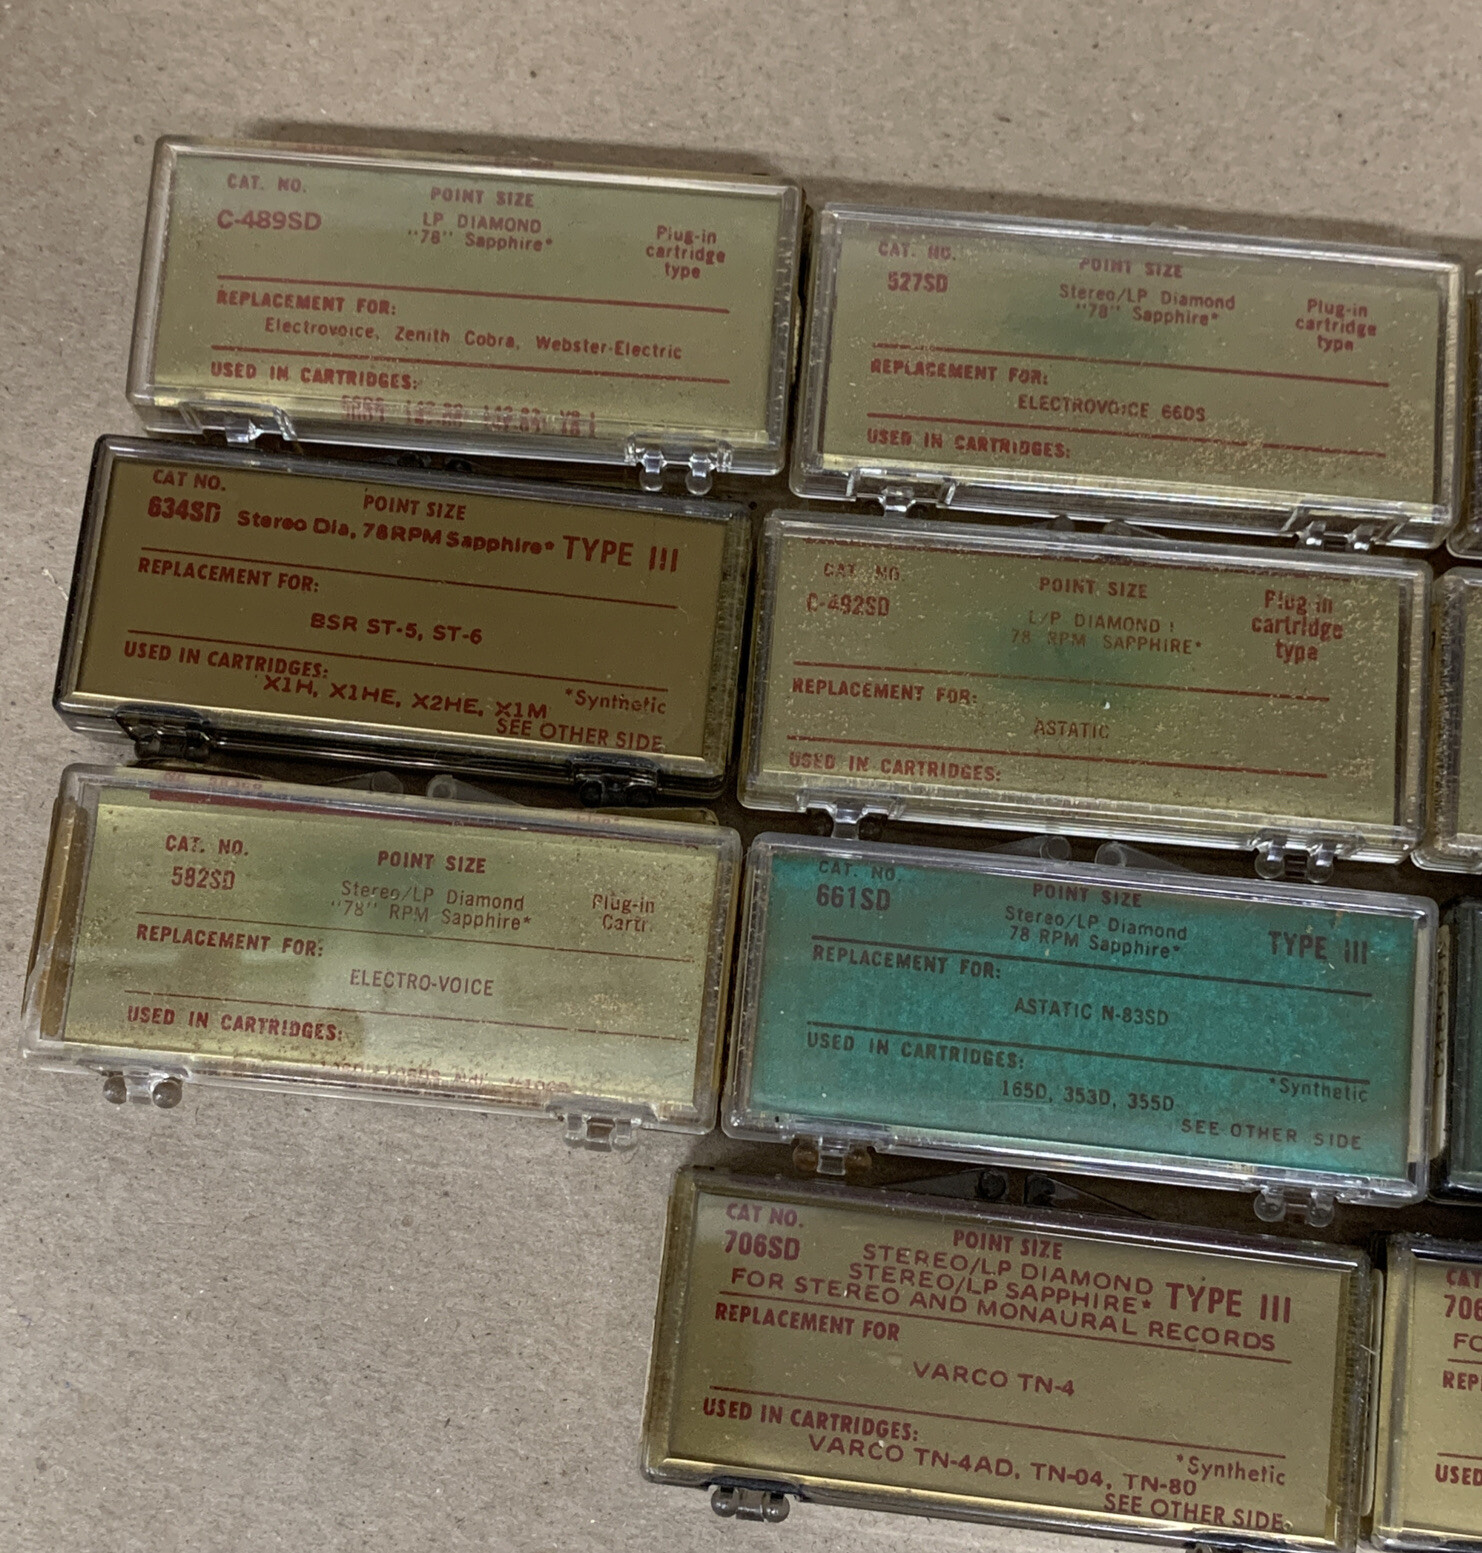 CAT. NO.
C-489SD
POINT SIZE
LP DIAMOND
"78" Sapphire*
Plug-in
cartridge
type
REPLACEMENT FOR:
Electrovoice, Zenith Cobra, Webster-Electric
USED IN CARTRIDGES:
CAT. NO.
527SD
POINT SIZE
Stereo/LP Diamond
"78" Sapphire*
Plug-in
cartridge
type
REPLACEMENT FOR:
ELECTROVOICE 66DS
USED IN CARTRIDGES:
CAT NO.
634SD
POINT SIZE
Stereo Dia, 78RPM Sapphire* TYPE III
REPLACEMENT FOR:
BSR ST-5, ST-6
USED IN CARTRIDGES:
X1H, X1HE, X2HE, X1M
*Synthetic
SEE OTHER SIDE
CAT. NO.
C-492SD
POINT SIZE
L/P DIAMOND
78 RPM SAPPHIRE*
Plug in
cartridge
type
REPLACEMENT FOR:
ASTATIC
USED IN CARTRIDGES:
CAT. NO.
582SD
POINT SIZE
Stereo/LP Diamond
"78" RPM Sapphire*
Plug-in
Cartr
REPLACEMENT FOR:
ELECTRO-VOICE
USED IN CARTRIDGES:
CAT. NO.
661SD
POINT SIZE
Stereo/LP Diamond
78 RPM Sapphire*
TYPE III
REPLACEMENT FOR:
ASTATIC N-83SD
USED IN CARTRIDGES:
165D, 353D, 355D
*Synthetic
SEE OTHER SIDE
CAT NO.
706SD
POINT SIZE
STEREO/LP DIAMOND
STEREO/LP SAPPHIRE*
TYPE III
FOR STEREO AND MONAURAL RECORDS
REPLACEMENT FOR
VARCO TN-4
USED IN CARTRIDGES:
VARCO TN-4AD, TN-04, TN-80
*Synthetic
SEE OTHER SIDE
CAT
706
FO
REP
USED